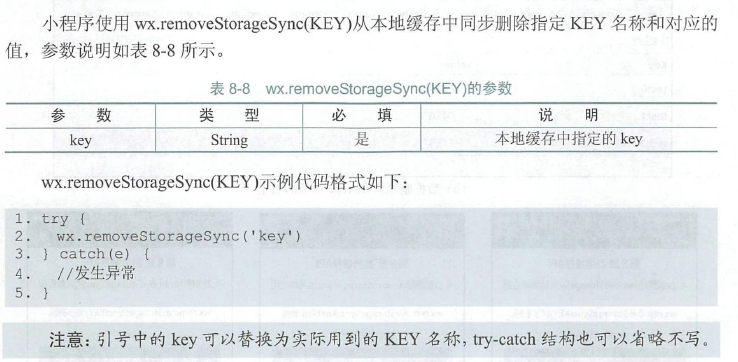 小程序使用 wx.removeStorageSync(KEY)从本地缓存中同步删除指定 KEY 名称和对应的
值，参数说明如表 8-8 所示。
表 8-8 wx.removeStorageSync(KEY)的参数
参 数 类 型 必 填 说 明
key String 是 本地缓存中指定的 key
wx.removeStorageSync(KEY)示例代码格式如下：
1. try {
2. wx.removeStorageSync('key')
3. } catch(e) {
4. //发生异常
5. }
注意：引号中的 key 可以替换为实际用到的 KEY 名称，try-catch 结构也可以省略不写。